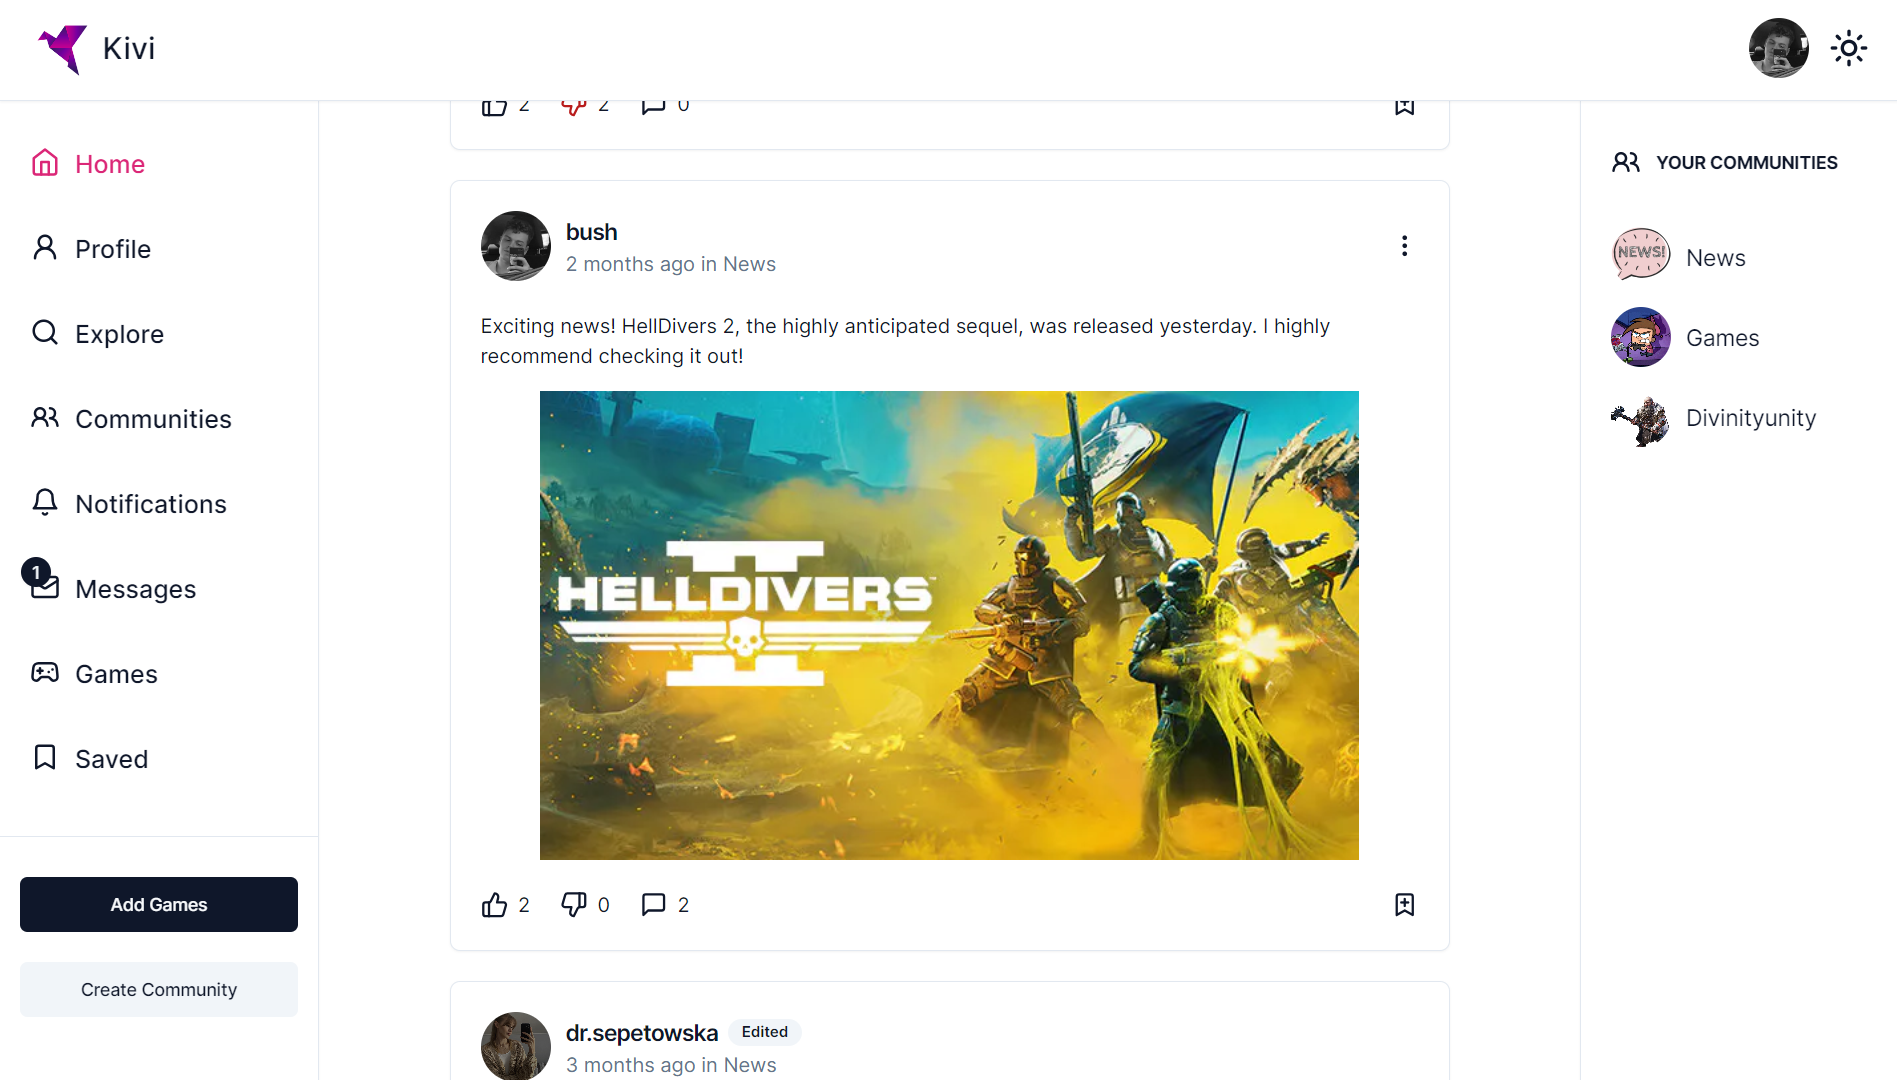 Kivi
2 2 0
Home
Profile
Explore
Communities
Notifications
1
Messages
Games
Saved
Add Games
Create Community
bush
2 months ago in News
Exciting news! HellDivers 2, the highly anticipated sequel, was released yesterday. I highly
recommend checking it out!
HELLDIVERS™
II
2 0 2
dr.sepetowska Edited
3 months ago in News
YOUR COMMUNITIES
NEWS!
News
Games
Divinityunity